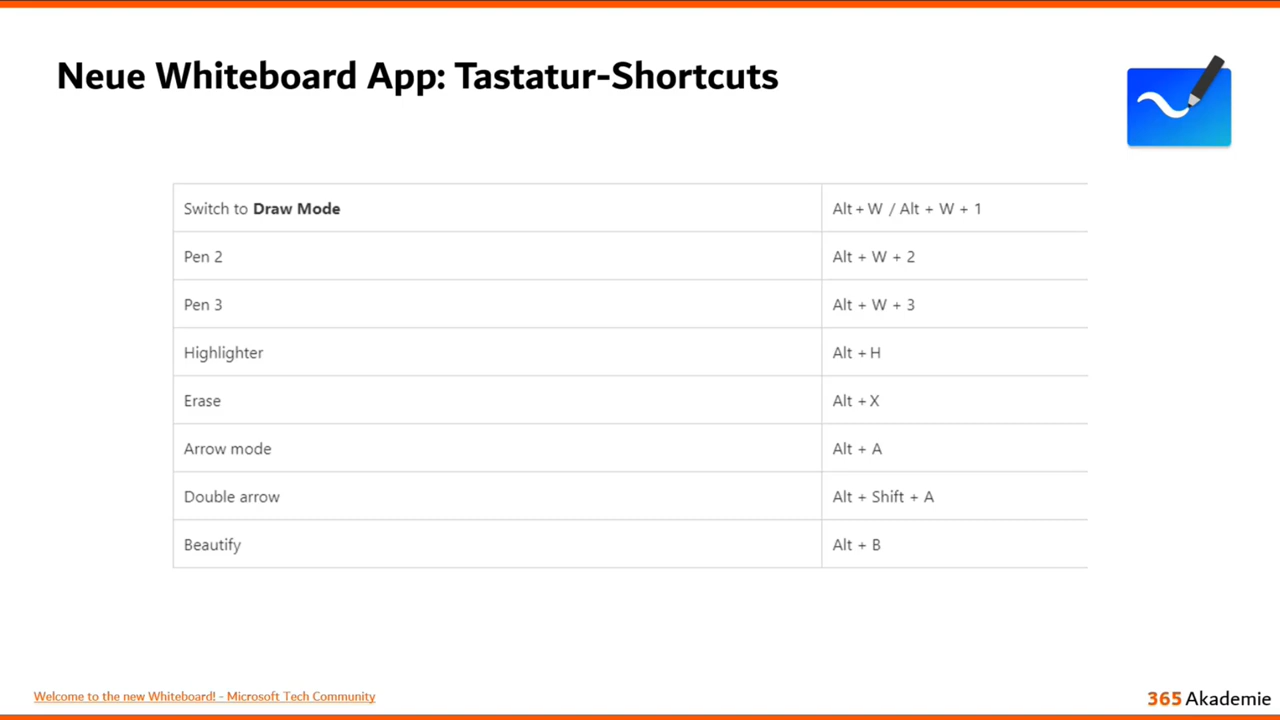 Neue Whiteboard App: Tastatur-Shortcuts
Switch to Draw Mode Alt + W / Alt + W + 1
Pen 2 Alt + W + 2
Pen 3 Alt + W + 3
Highlighter Alt + H
Erase Alt + X
Arrow mode Alt + A
Double arrow Alt + Shift + A
Beautify Alt + B
Welcome to the new Whiteboard! - Microsoft Tech Community
365 Akademie